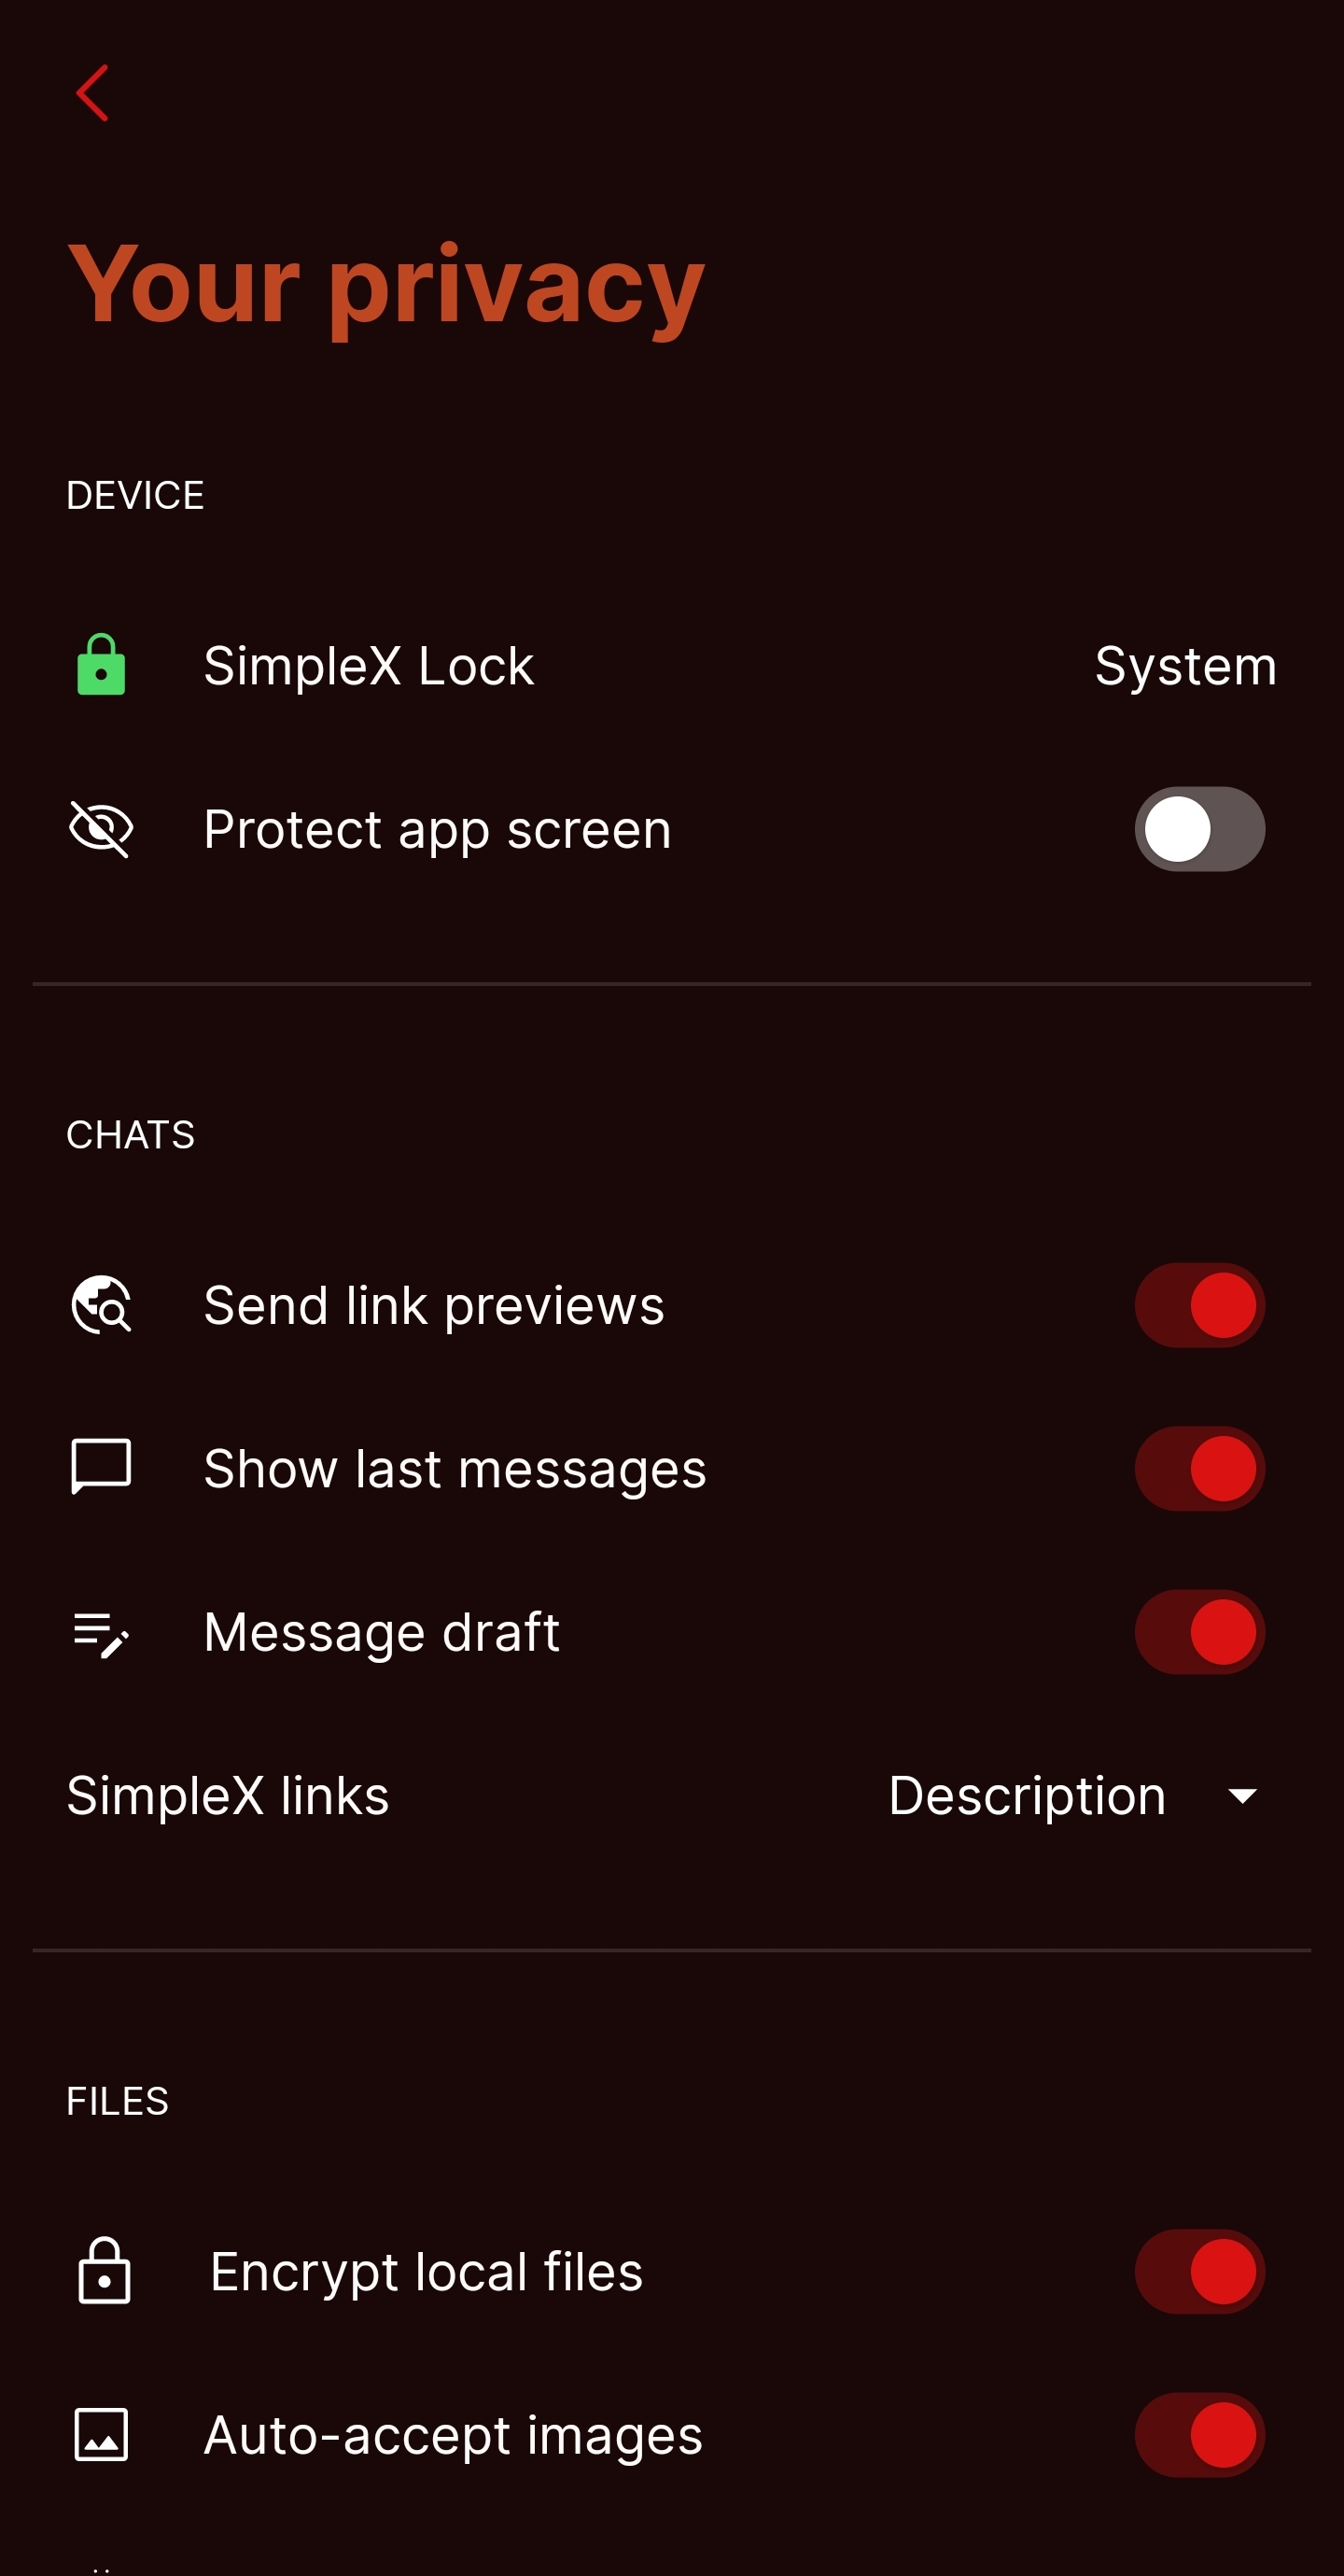 Your privacy
DEVICE
SimpleX Lock System
Protect app screen
CHATS
Send link previews
Show last messages
Message draft
SimpleX links Description
FILES
Encrypt local files
Auto-accept images